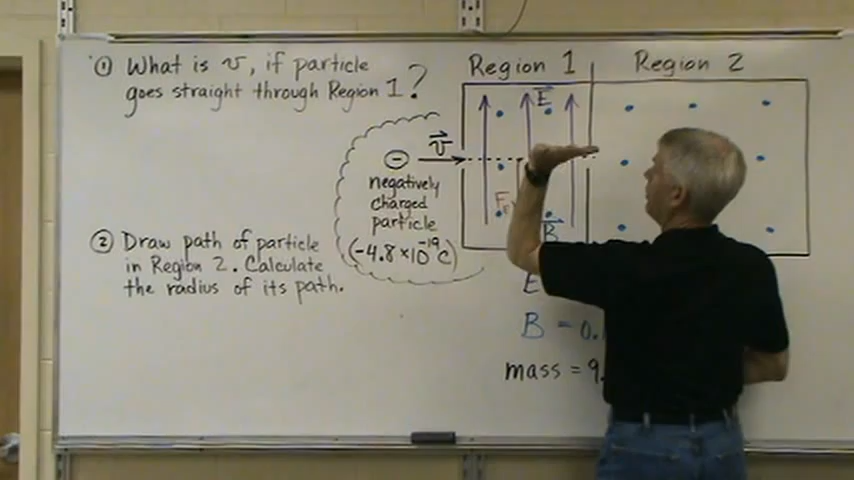 ① What is v, if particle
goes straight through Region 1?
Region 1
Region 2
E
v
−
negatively
charged
particle
(-4.8×10⁻¹⁹C)
F
B
② Draw path of particle
in Region 2. Calculate
the radius of its path.
E
B = 0.
mass = 9.